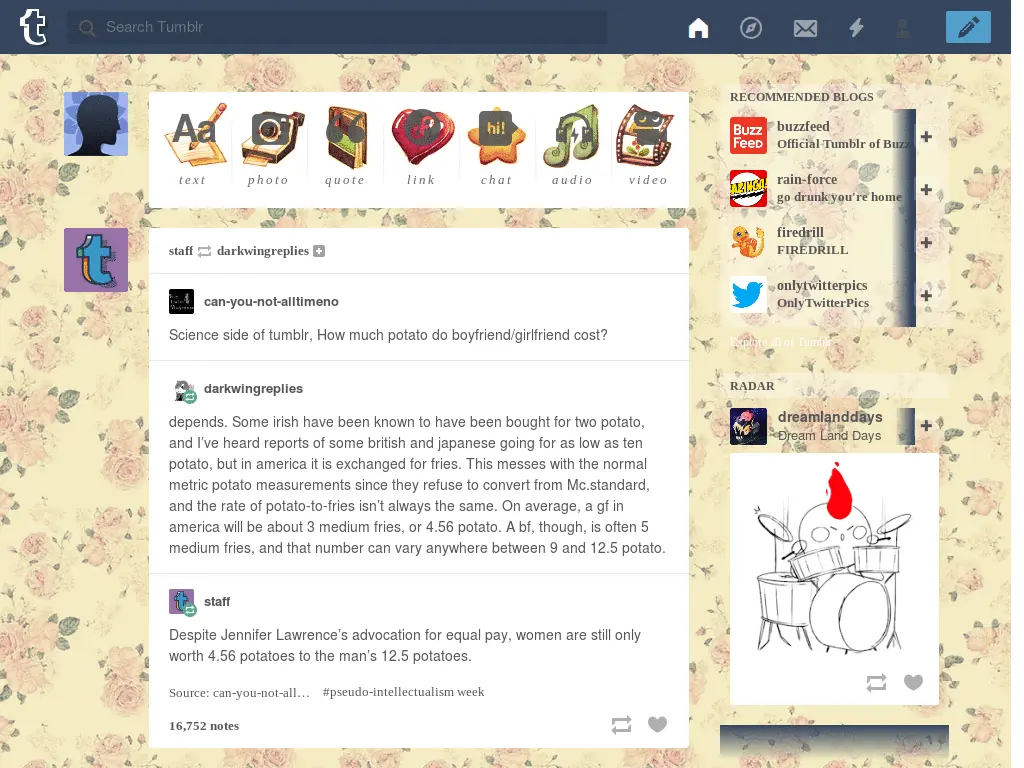 t
Search Tumblr
Aa
hi!
text photo quote link chat audio video
staff darkwingreplies
can-you-not-alltimeno
Science side of tumblr, How much potato do boyfriend/girlfriend cost?
darkwingreplies
depends. Some irish have been known to have been bought for two potato,
and I’ve heard reports of some british and japanese going for as low as ten
potato, but in america it is exchanged for fries. This messes with the normal
metric potato measurements since they refuse to convert from Mc.standard,
and the rate of potato-to-fries isn’t always the same. On average, a gf in
america will be about 3 medium fries, or 4.56 potato. A bf, though, is often 5
medium fries, and that number can vary anywhere between 9 and 12.5 potato.
staff
Despite Jennifer Lawrence’s advocation for equal pay, women are still only
worth 4.56 potatoes to the man’s 12.5 potatoes.
Source: can-you-not-all… #pseudo-intellectualism week
16,752 notes
RECOMMENDED BLOGS
Buzz
Feed
buzzfeed
Official Tumblr of Buzz
rain-force
go drunk you're home
firedrill
FIREDRILL
onlytwitterpics
OnlyTwitterPics
Explore all of Tumblr
RADAR
dreamlanddays
Dream Land Days